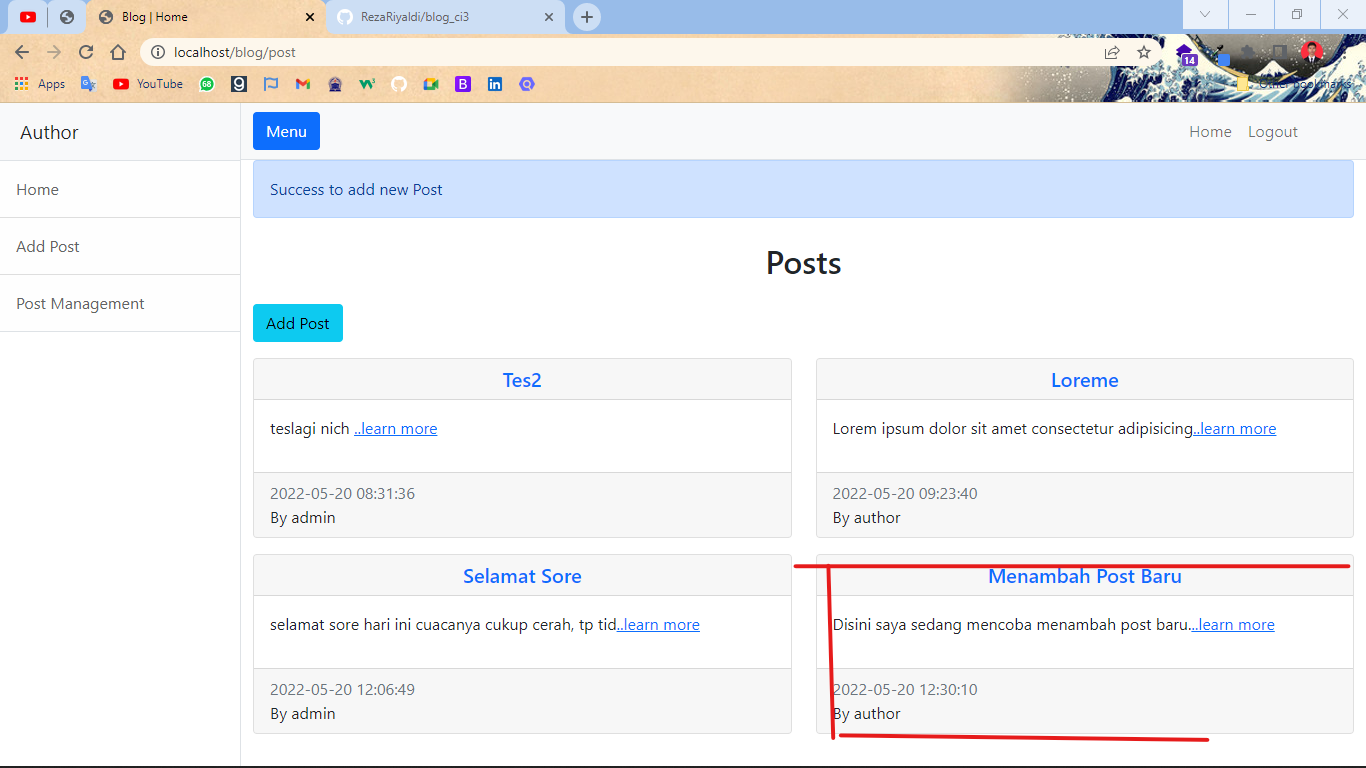 Blog | Home
RezaRiyaldi/blog_ci3
localhost/blog/post
14
Apps
YouTube
Other bookmarks
Author
Menu
Home
Logout
Home
Add Post
Post Management
Success to add new Post
Posts
Add Post
Tes2
teslagi nich ..learn more
2022-05-20 08:31:36
By admin
Loreme
Lorem ipsum dolor sit amet consectetur adipisicing..learn more
2022-05-20 09:23:40
By author
Selamat Sore
selamat sore hari ini cuacanya cukup cerah, tp tid..learn more
2022-05-20 12:06:49
By admin
Menambah Post Baru
Disini saya sedang mencoba menambah post baru...learn more
2022-05-20 12:30:10
By author